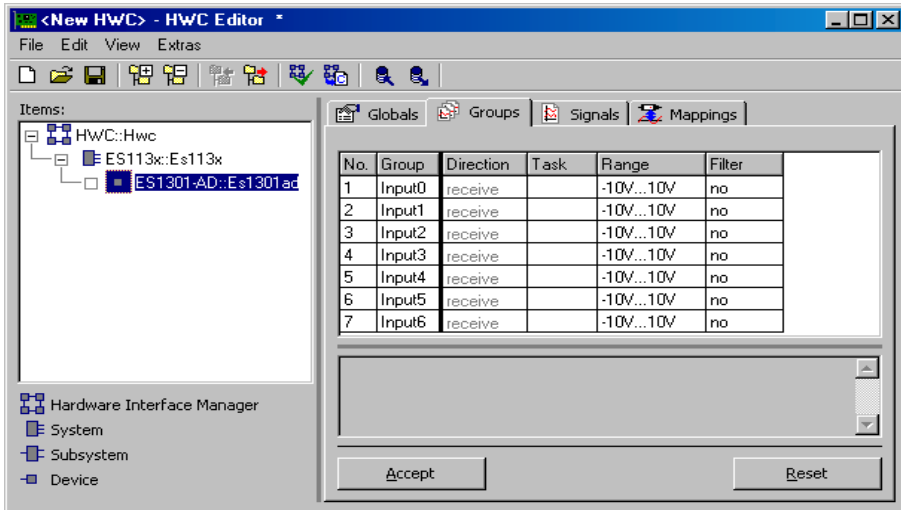 <New HWC> - HWC Editor *
File Edit View Extras
Items:
HWC::Hwc
ES113x::Es113x
ES1301-AD::Es1301ad
Globals Groups Signals Mappings
No. Group Direction Task Range Filter
1 Input0 receive -10V...10V no
2 Input1 receive -10V...10V no
3 Input2 receive -10V...10V no
4 Input3 receive -10V...10V no
5 Input4 receive -10V...10V no
6 Input5 receive -10V...10V no
7 Input6 receive -10V...10V no
Hardware Interface Manager
System
Subsystem
Device
Accept Reset